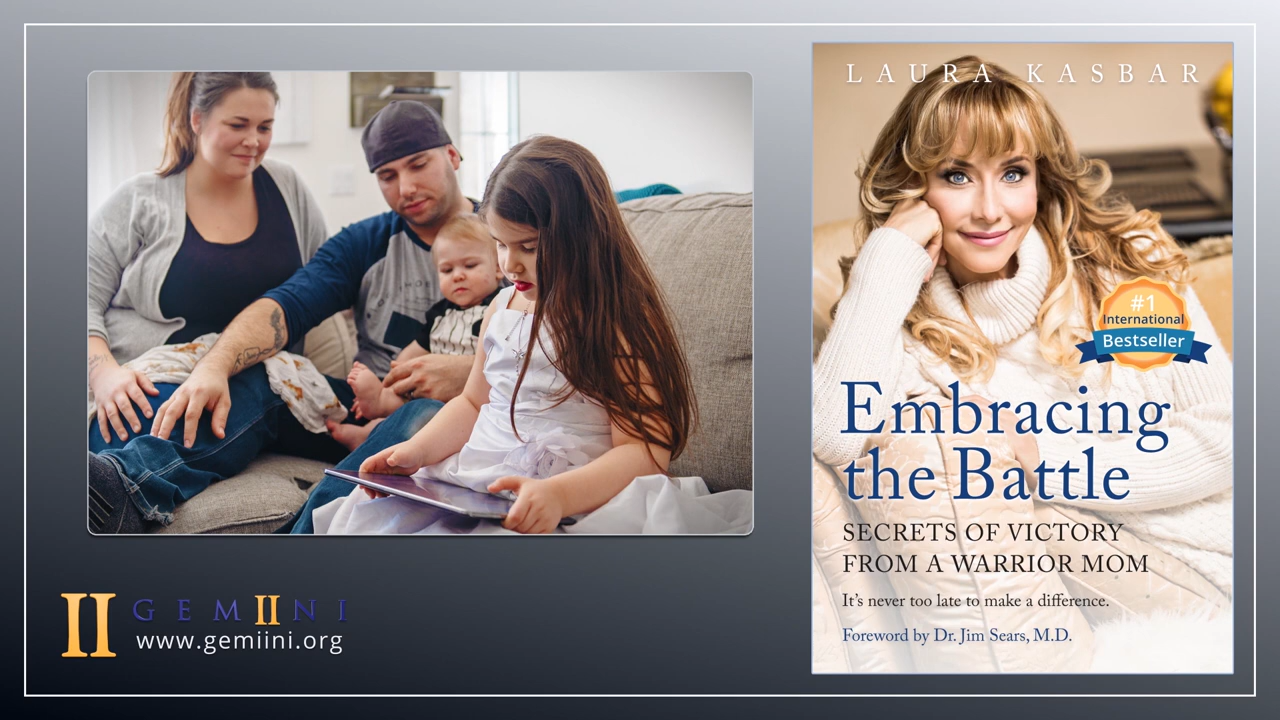 LAURA KASBAR
#1
International
Bestseller
Embracing
the Battle
SECRETS OF VICTORY
FROM A WARRIOR MOM
It's never too late to make a difference.
Foreword by Dr. Jim Sears, M.D.
II GEMIINI
www.gemiini.org